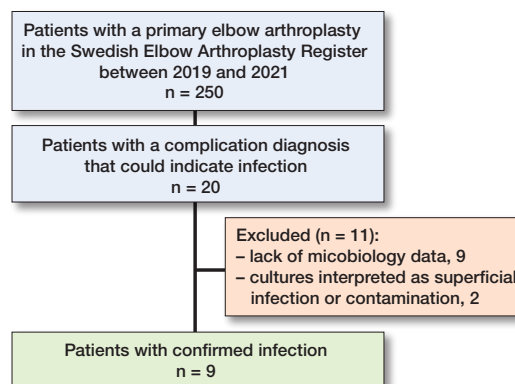 Patients with a primary elbow arthroplasty
in the Swedish Elbow Arthroplasty Register
between 2019 and 2021
n = 250
Patients with a complication diagnosis
that could indicate infection
n = 20
Excluded (n = 11):
– lack of micobiology data, 9
– cultures interpreted as superficial
infection or contamination, 2
Patients with confirmed infection
n = 9